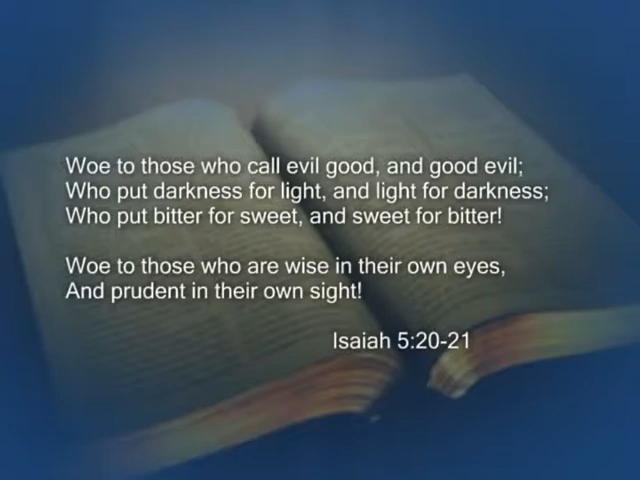 Woe to those who call evil good, and good evil;
Who put darkness for light, and light for darkness;
Who put bitter for sweet, and sweet for bitter!
Woe to those who are wise in their own eyes,
And prudent in their own sight!
Isaiah 5:20-21